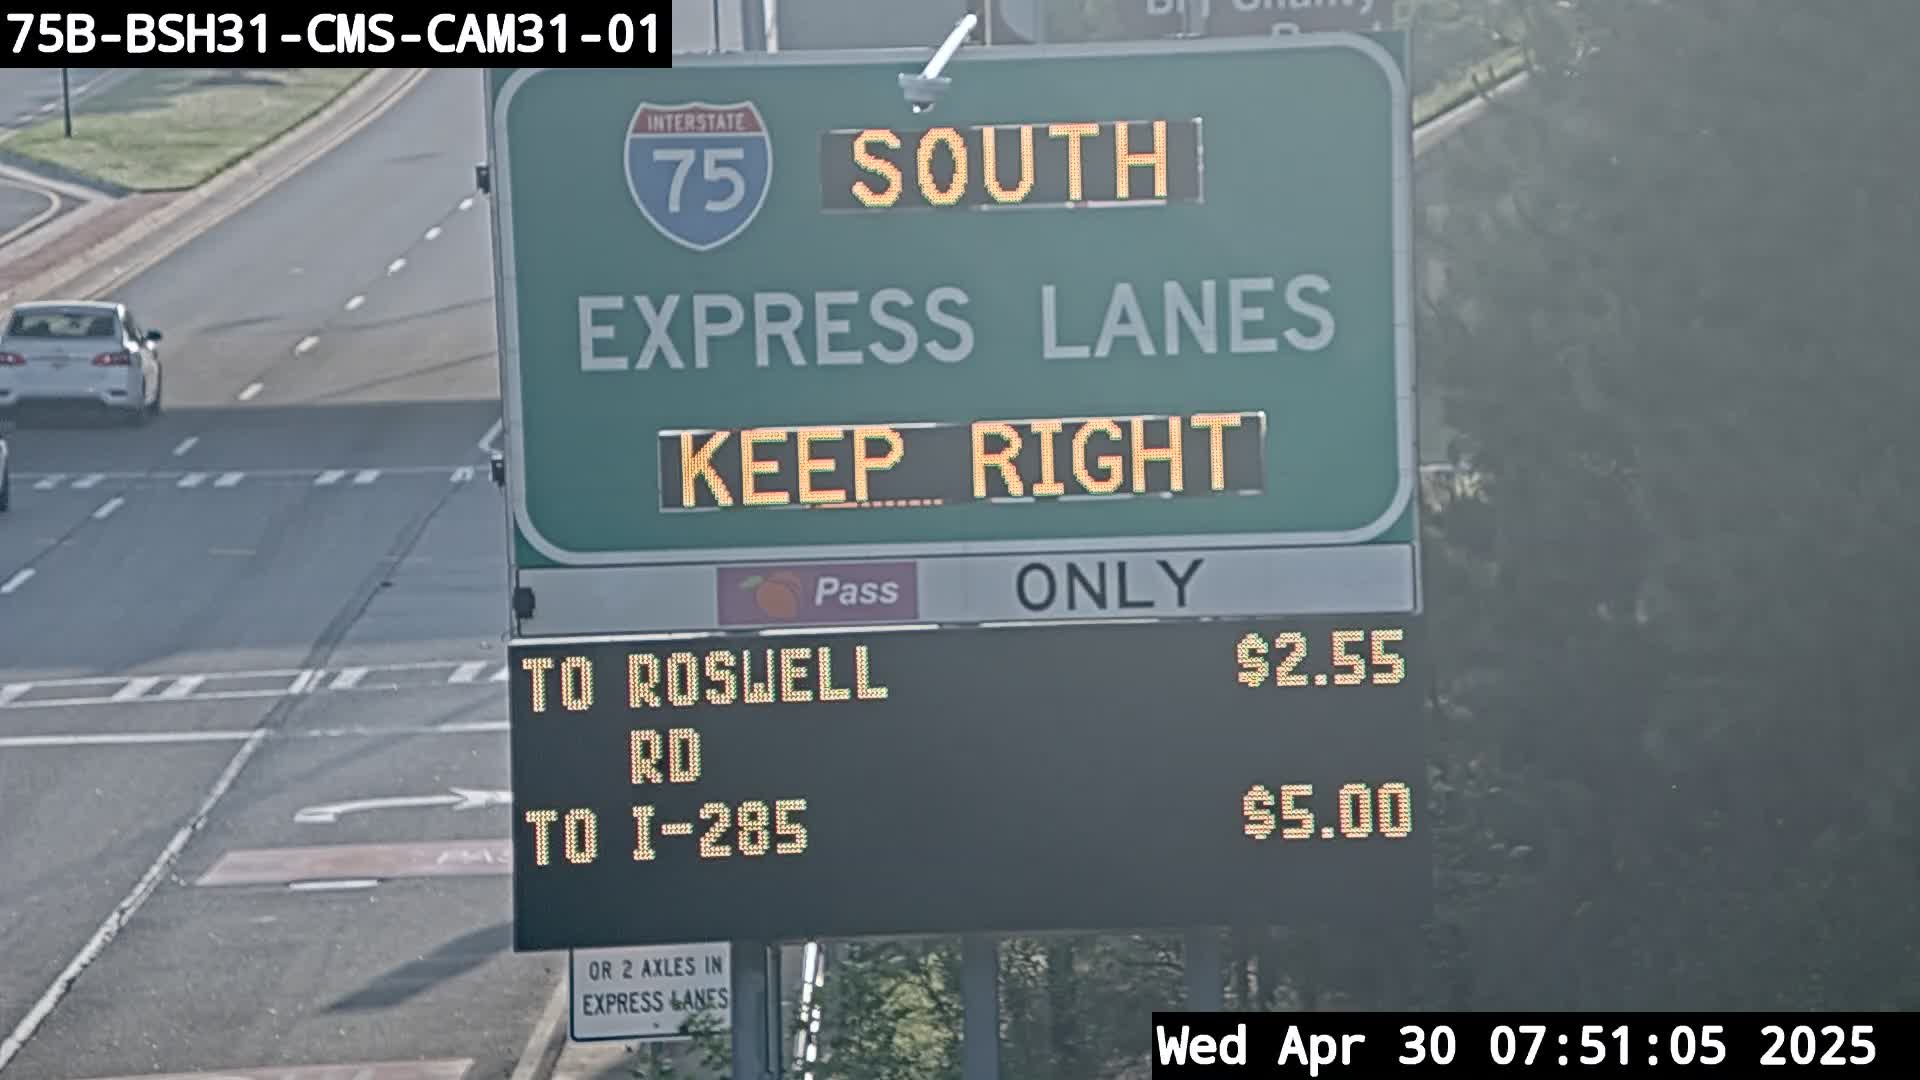 75B-BSH31-CMS-CAM31-01
INTERSTATE
75
SOUTH
EXPRESS LANES
KEEP RIGHT
Pass ONLY
TO ROSWELL $2.55
RD
TO I-285 $5.00
OR 2 AXLES IN
EXPRESS LANES
Wed Apr 30 07:51:05 2025